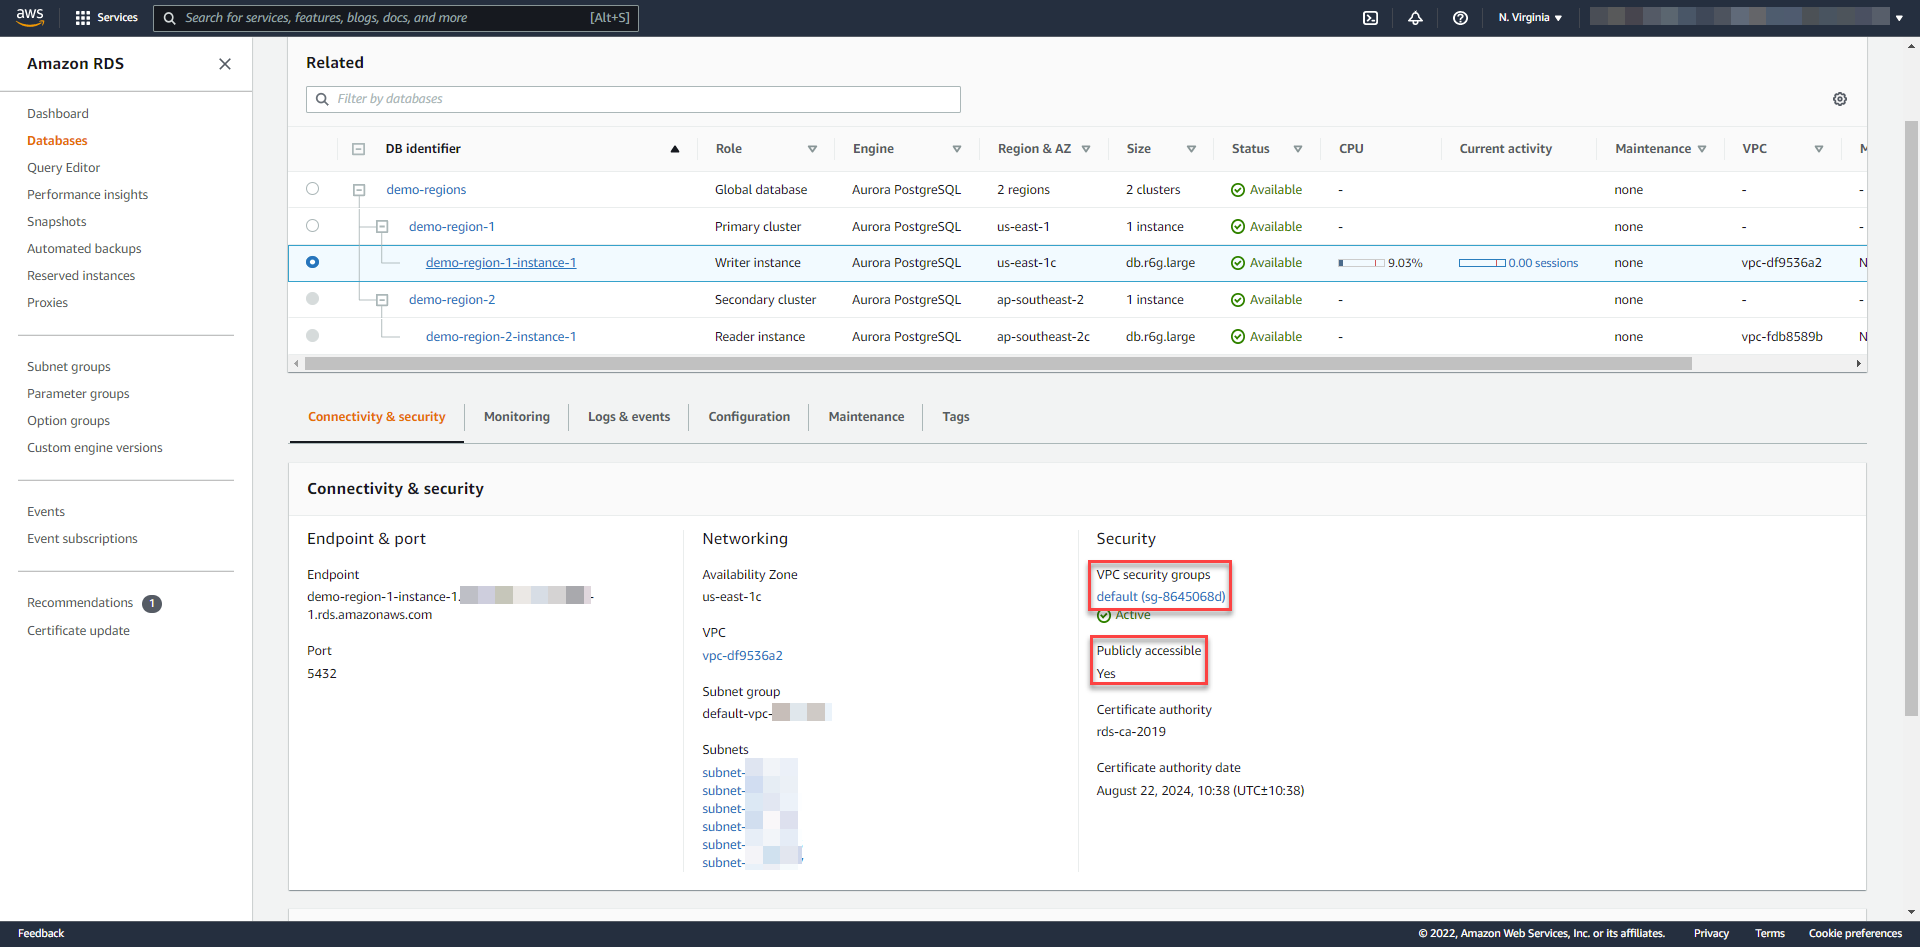 aws
Services
Search for services, features, blogs, docs, and more
[Alt+S]
N. Virginia
Amazon RDS
Dashboard
Databases
Query Editor
Performance insights
Snapshots
Automated backups
Reserved instances
Proxies
Subnet groups
Parameter groups
Option groups
Custom engine versions
Events
Event subscriptions
Recommendations 1
Certificate update
Related
Filter by databases
DB identifier Role Engine Region & AZ Size Status CPU Current activity Maintenance VPC
demo-regions Global database Aurora PostgreSQL 2 regions 2 clusters Available - none - -
demo-region-1 Primary cluster Aurora PostgreSQL us-east-1 1 instance Available - none - -
demo-region-1-instance-1 Writer instance Aurora PostgreSQL us-east-1c db.r6g.large Available 9.03% 0.00 sessions none vpc-df9536a2 N
demo-region-2 Secondary cluster Aurora PostgreSQL ap-southeast-2 1 instance Available - none - -
demo-region-2-instance-1 Reader instance Aurora PostgreSQL ap-southeast-2c db.r6g.large Available - none vpc-fdb8589b N
Connectivity & security Monitoring Logs & events Configuration Maintenance Tags
Connectivity & security
Endpoint & port
Endpoint
demo-region-1-instance-1. -
1.rds.amazonaws.com
Port
5432
Networking
Availability Zone
us-east-1c
VPC
vpc-df9536a2
Subnet group
default-vpc-
Subnets
subnet-
subnet-
subnet-
subnet-
subnet-
subnet-
Security
VPC security groups
default (sg-8645068d)
Active
Publicly accessible
Yes
Certificate authority
rds-ca-2019
Certificate authority date
August 22, 2024, 10:38 (UTC±10:38)
Feedback
© 2022, Amazon Web Services, Inc. or its affiliates. Privacy Terms Cookie preferences